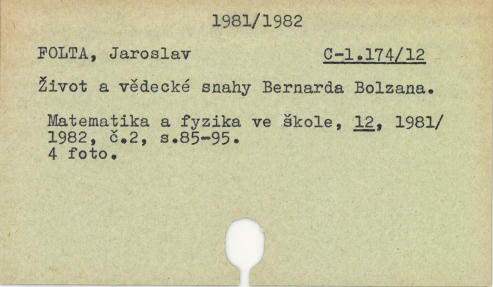 1981/1982
FOLTA, Jaroslav C-1.174/12
Život a vědecké snahy Bernarda Bolzana.
Matematika a fyzika ve škole, 12, 1981/
1982, č.2, s.85-95.
4 foto.